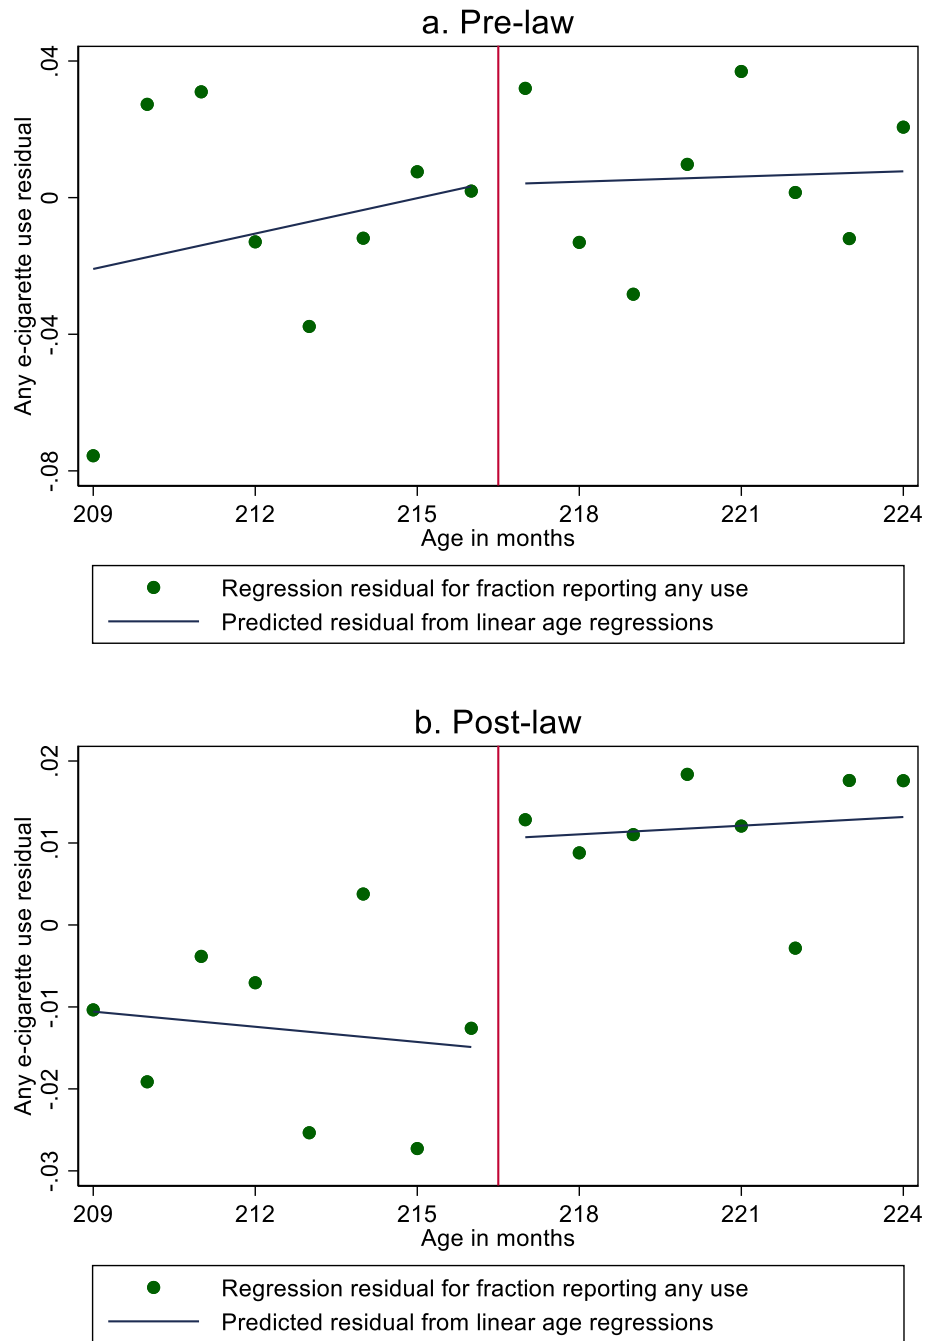 a. Pre-law
Any e-cigarette use residual
.04
0
-.04
-.08
209 212 215 218 221 224
Age in months
Regression residual for fraction reporting any use
Predicted residual from linear age regressions
b. Post-law
Any e-cigarette use residual
.02
.01
0
-.01
-.02
-.03
209 212 215 218 221 224
Age in months
Regression residual for fraction reporting any use
Predicted residual from linear age regressions